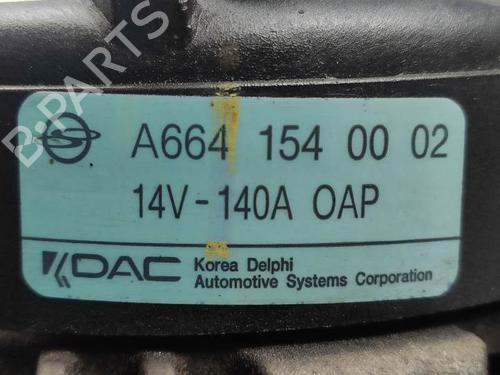 B-PARTS
A664 154 00 02
14V-140A OAP
KDAC Korea Delphi
Automotive Systems Corporation